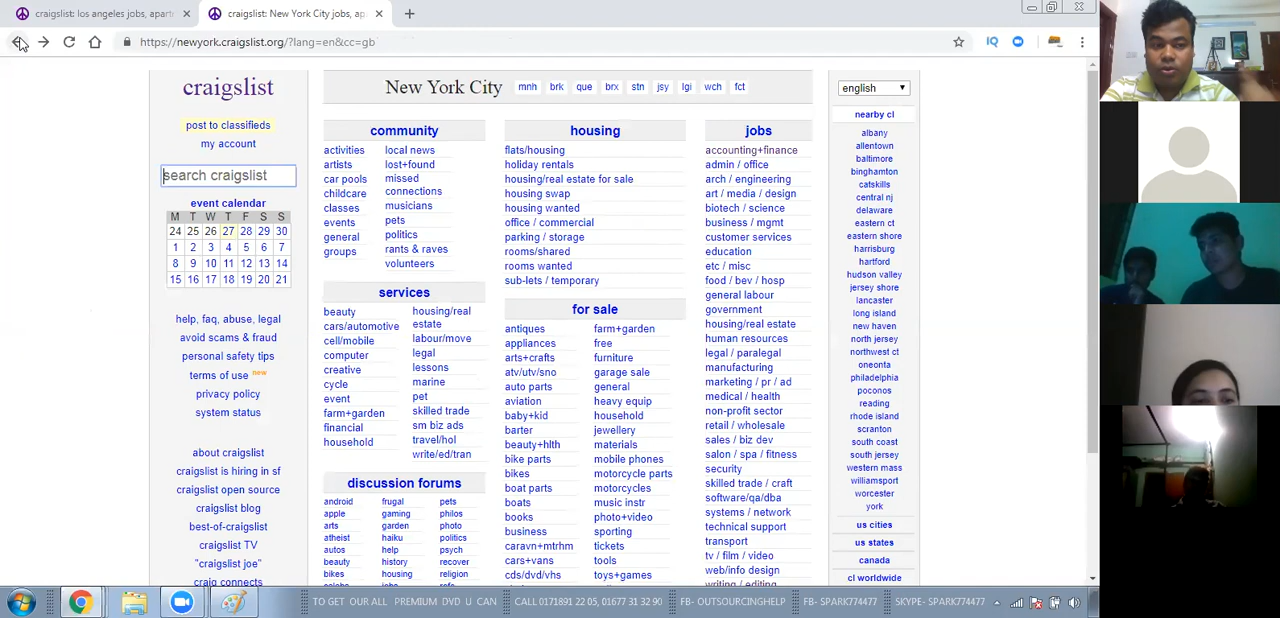 craigslist: los angeles jobs, apart
craigslist: New York City jobs, ap
https://newyork.craigslist.org/?lang=en&cc=gb
craigslist
post to classifieds
my account
search craigslist
event calendar
M T W T F S S
24 25 26 27 28 29 30
1 2 3 4 5 6 7
8 9 10 11 12 13 14
15 16 17 18 19 20 21
help, faq, abuse, legal
avoid scams & fraud
personal safety tips
terms of use new
privacy policy
system status
about craigslist
craigslist is hiring in sf
craigslist open source
craigslist blog
best-of-craigslist
craigslist TV
"craigslist joe"
craig connects
New York City mnh brk que brx stn jsy lgi wch fct
community
activities
artists
car pools
childcare
classes
events
general
groups
local news
lost+found
missed
connections
musicians
pets
politics
rants & raves
volunteers
services
beauty
cars/automotive
cell/mobile
computer
creative
cycle
event
farm+garden
financial
household
housing/real
estate
labour/move
legal
lessons
marine
pet
skilled trade
sm biz ads
travel/hol
write/ed/tran
discussion forums
android
apple
arts
atheist
autos
beauty
bikes
frugal
gaming
garden
haiku
help
history
housing
pets
philos
photo
politics
psych
recover
religion
housing
flats/housing
holiday rentals
housing/real estate for sale
housing swap
housing wanted
office / commercial
parking / storage
rooms/shared
rooms wanted
sub-lets / temporary
for sale
antiques
appliances
arts+crafts
atv/utv/sno
auto parts
aviation
baby+kid
barter
beauty+hlth
bike parts
bikes
boat parts
boats
books
business
caravn+mtrhm
cars+vans
cds/dvd/vhs
farm+garden
free
furniture
garage sale
general
heavy equip
household
jewellery
materials
mobile phones
motorcycle parts
motorcycles
music instr
photo+video
sporting
tickets
tools
toys+games
jobs
accounting+finance
admin / office
arch / engineering
art / media / design
biotech / science
business / mgmt
customer services
education
etc / misc
food / bev / hosp
general labour
government
housing/real estate
human resources
legal / paralegal
manufacturing
marketing / pr / ad
medical / health
non-profit sector
retail / wholesale
sales / biz dev
salon / spa / fitness
security
skilled trade / craft
software/qa/dba
systems / network
technical support
transport
tv / film / video
web/info design
writing / editing
english
nearby cl
albany
allentown
baltimore
binghamton
catskills
central nj
delaware
eastern ct
eastern shore
harrisburg
hartford
hudson valley
jersey shore
lancaster
long island
new haven
north jersey
northwest ct
oneonta
philadelphia
poconos
reading
rhode island
scranton
south coast
south jersey
western mass
williamsport
worcester
york
us cities
us states
canada
cl worldwide
TO GET OUR ALL PREMIUM DVD U CAN
CALL 0171891 22 05, 01677 31 32 90
FB- OUTSOURCINGHELP
FB- SPARK774477
SKYPE- SPARK774477